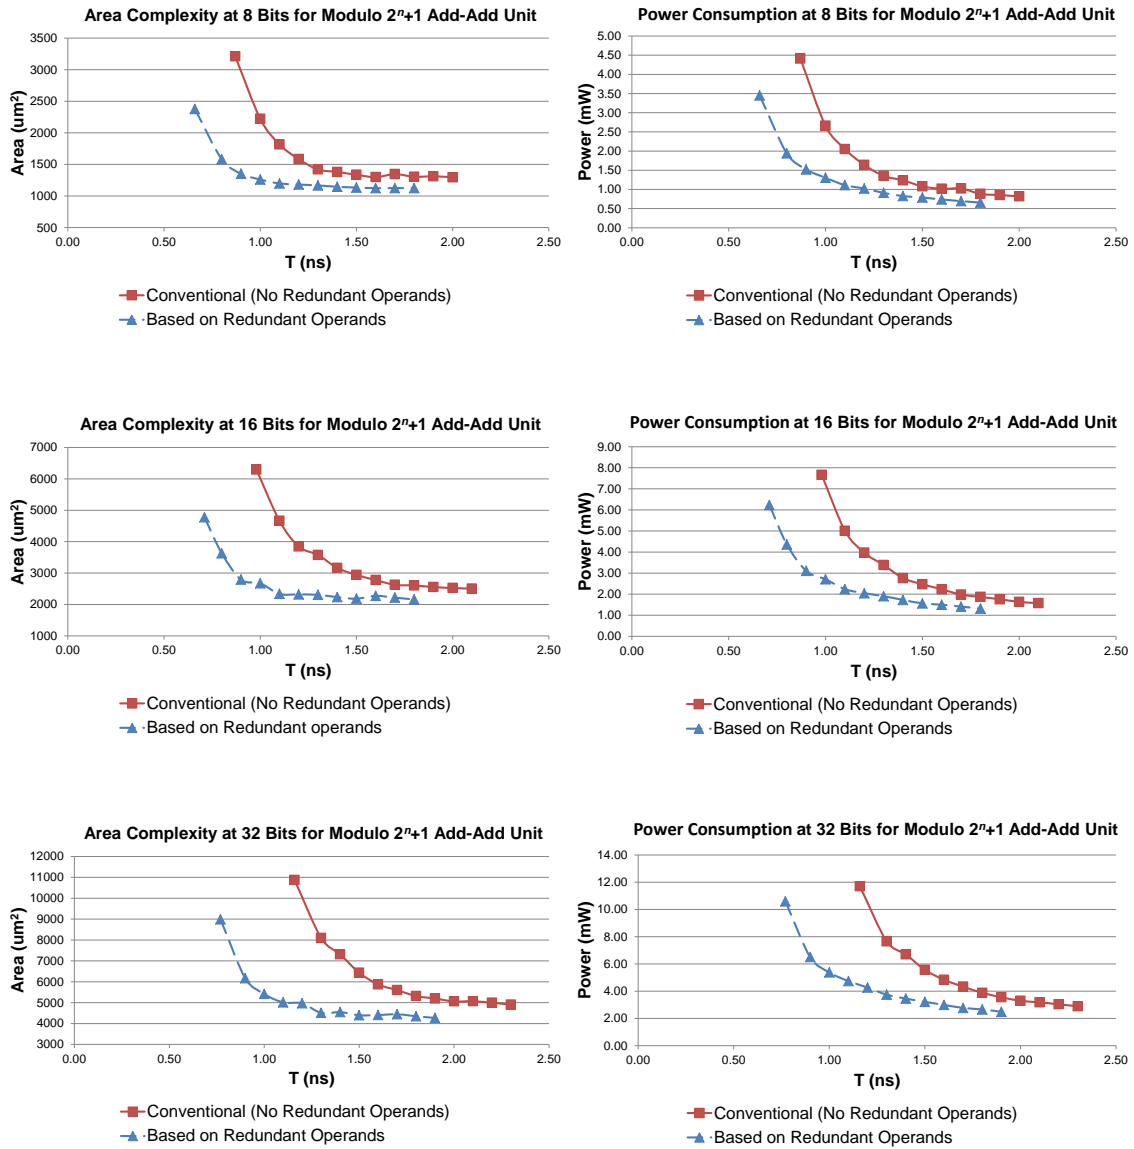 Area Complexity at 8 Bits for Modulo 2ⁿ+1 Add-Add Unit
Area (um²)
3500
3000
2500
2000
1500
1000
500
0.00 0.50 1.00 1.50 2.00 2.50
T (ns)
Conventional (No Redundant Operands)
Based on Redundant Operands
Power Consumption at 8 Bits for Modulo 2ⁿ+1 Add-Add Unit
Power (mW)
5.00
4.50
4.00
3.50
3.00
2.50
2.00
1.50
1.00
0.50
0.00
0.00 0.50 1.00 1.50 2.00 2.50
T (ns)
Conventional (No Redundant Operands)
Based on Redundant Operands
Area Complexity at 16 Bits for Modulo 2ⁿ+1 Add-Add Unit
Area (um²)
7000
6000
5000
4000
3000
2000
1000
0.00 0.50 1.00 1.50 2.00 2.50
T (ns)
Conventional (No Redundant Operands)
Based on Redundant operands
Power Consumption at 16 Bits for Modulo 2ⁿ+1 Add-Add Unit
Power (mW)
9.00
8.00
7.00
6.00
5.00
4.00
3.00
2.00
1.00
0.00
0.00 0.50 1.00 1.50 2.00 2.50
T (ns)
Conventional (No Redundant Operands)
Based on Redundant Operands
Area Complexity at 32 Bits for Modulo 2ⁿ+1 Add-Add Unit
Area (um²)
12000
11000
10000
9000
8000
7000
6000
5000
4000
3000
0.00 0.50 1.00 1.50 2.00 2.50
T (ns)
Conventional (No Redundant Operands)
Based on Redundant Operands
Power Consumption at 32 Bits for Modulo 2ⁿ+1 Add-Add Unit
Power (mW)
14.00
12.00
10.00
8.00
6.00
4.00
2.00
0.00
0.00 0.50 1.00 1.50 2.00 2.50
T (ns)
Conventional (No Redundant Operands)
Based on Redundant Operands